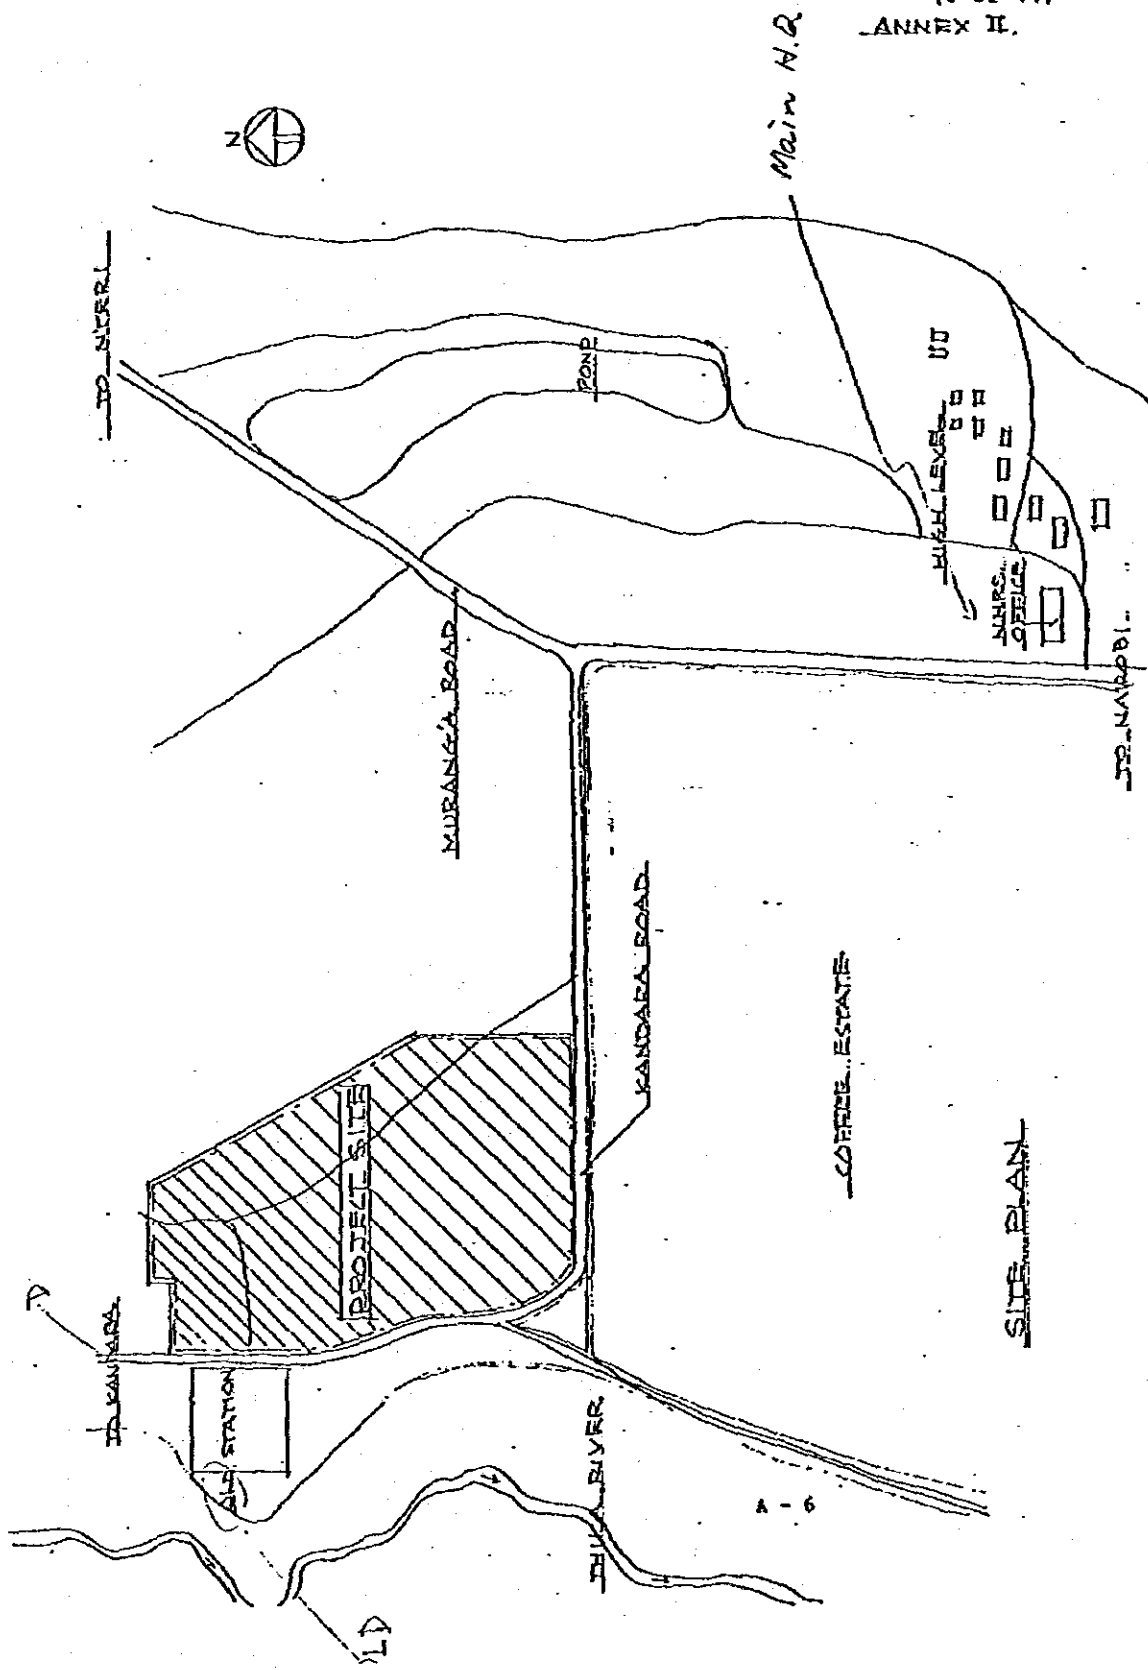 ANNEX II.
Main H.Q
N
TO NYERI
POND
HIGH LEVEL
N.H.R.S.
OFFICE
TO NAIROBI
MURANG'A ROAD
KANDARA ROAD
COFFEE ESTATE
PROJECT SITE
SITE PLAN
TO KANDARA
OLD STATION
THIKA RIVER
A - 6